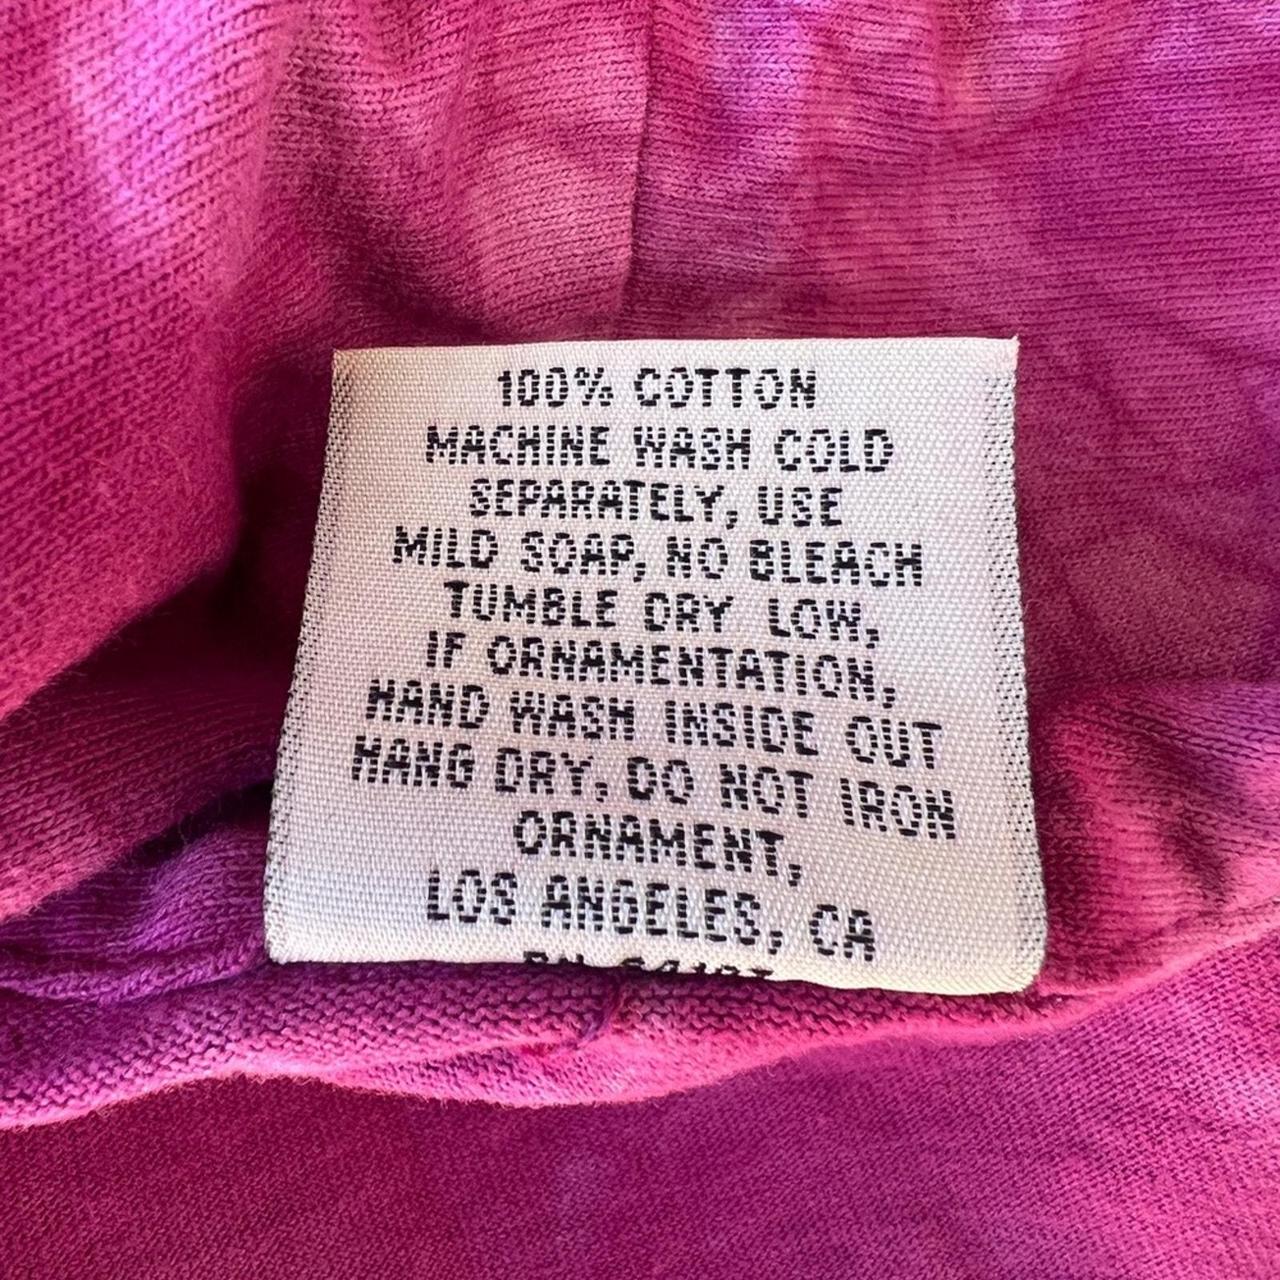 100% COTTON
MACHINE WASH COLD
SEPARATELY, USE
MILD SOAP, NO BLEACH
TUMBLE DRY LOW,
IF ORNAMENTATION,
HAND WASH INSIDE OUT
HANG DRY, DO NOT IRON
ORNAMENT,
LOS ANGELES, CA